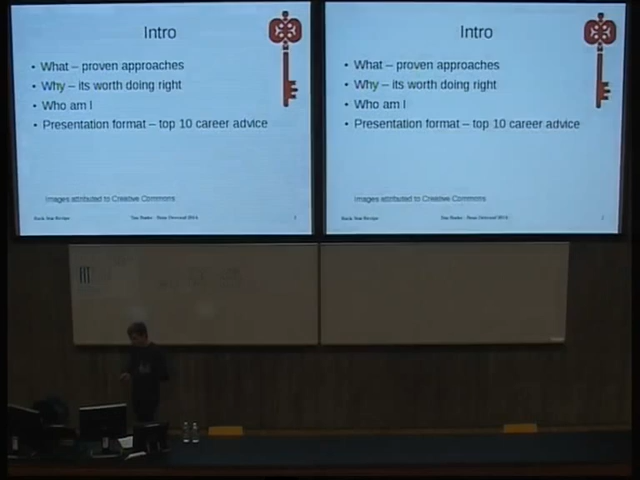 Intro
• What – proven approaches
• Why – its worth doing right
• Who am I
• Presentation format – top 10 career advice
Images attributed to Creative Commons
Intro
• What – proven approaches
• Why – its worth doing right
• Who am I
• Presentation format – top 10 career advice
Images attributed to Creative Commons